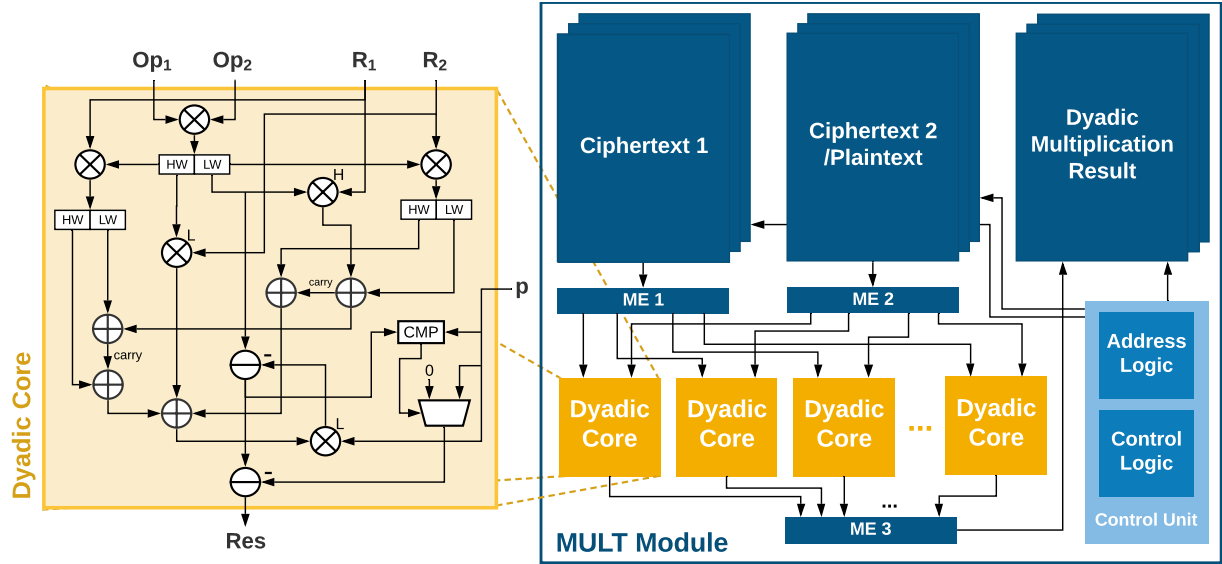 Op1 Op2 R1 R2
H
HW LW
HW LW
HW LW
L
carry
p
carry
CMP
-
0
L
-
Res
Dyadic Core
Ciphertext 1
Ciphertext 2
/Plaintext
Dyadic
Multiplication
Result
ME 1
ME 2
Dyadic
Core
Dyadic
Core
Dyadic
Core
...
Dyadic
Core
...
ME 3
MULT Module
Address
Logic
Control
Logic
Control Unit